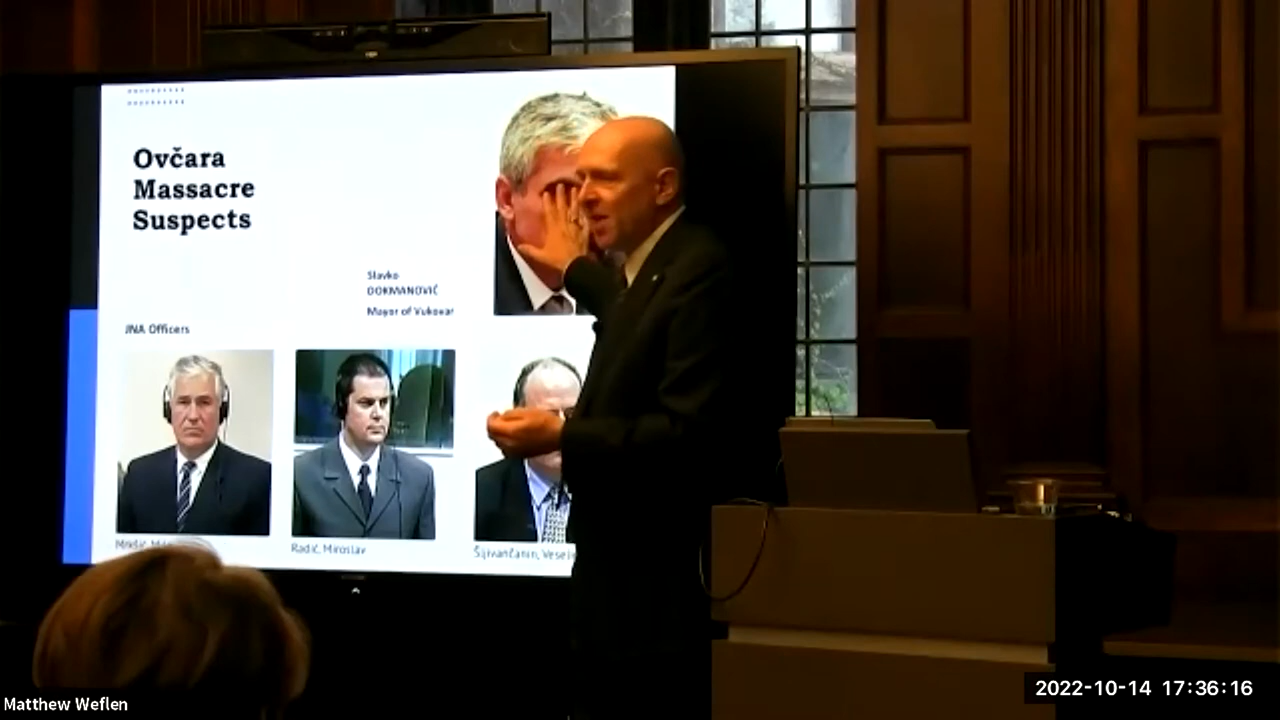 Ovčara
Massacre
Suspects
Slavko
DOKMANOVIĆ
Mayor of Vukovar
JNA Officers
Radić, Miroslav
Šljivančanin,
Matthew Weflen
2022-10-14 17:36:16